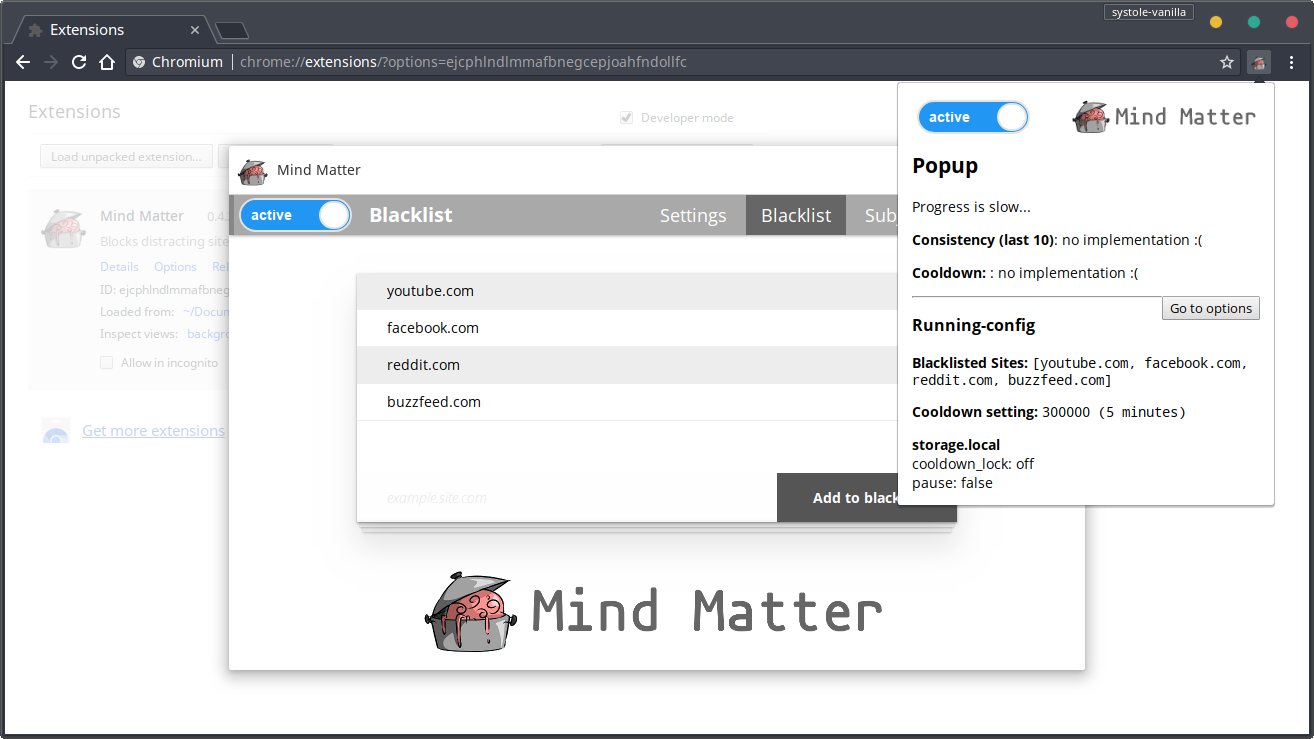 systole-vanilla
Extensions
Chromium chrome://extensions/?options=ejcphlndlmmafbnegcepjoahfndollfc
Extensions
Developer mode
Load unpacked extension...
Mind Matter 0.4.
Blocks distracting site
Details Options Rel
ID: ejcphlndlmmafbneg
Loaded from: ~/Docun
Inspect views: backgro
Allow in incognito
Get more extensions
Mind Matter
active Blacklist Settings Blacklist Sub
youtube.com
facebook.com
reddit.com
buzzfeed.com
example.site.com
Add to black
Mind Matter
active Mind Matter
Popup
Progress is slow...
Consistency (last 10): no implementation :(
Cooldown: : no implementation :(
Go to options
Running-config
Blacklisted Sites: [youtube.com, facebook.com,
reddit.com, buzzfeed.com]
Cooldown setting: 300000 (5 minutes)
storage.local
cooldown_lock: off
pause: false